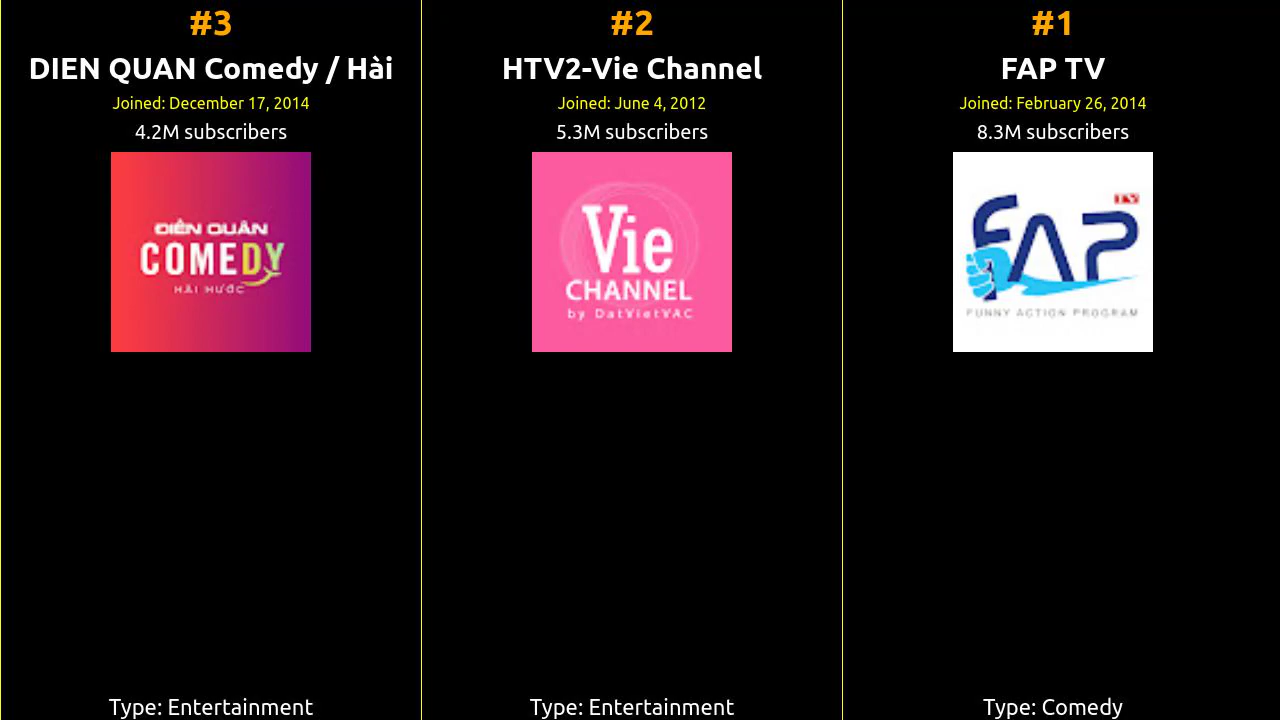 #3
DIEN QUAN Comedy / Hài
Joined: December 17, 2014
4.2M subscribers
ĐIỀN QUÂN
COMEDY
HÀI HƯỚC
Type: Entertainment
#2
HTV2-Vie Channel
Joined: June 4, 2012
5.3M subscribers
Vie
CHANNEL
by DatVietVAC
Type: Entertainment
#1
FAP TV
Joined: February 26, 2014
8.3M subscribers
TV
FAP
FUNNY ACTION PROGRAM
Type: Comedy